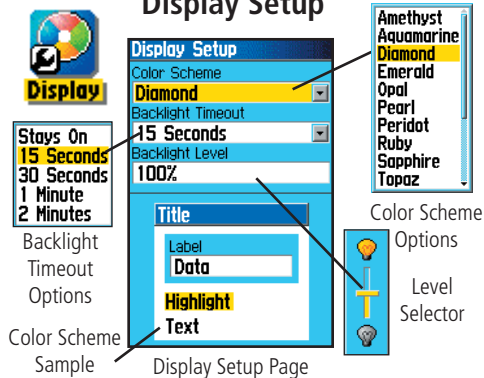 Display Setup
Display
Display Setup
Color Scheme
Diamond
Backlight Timeout
15 Seconds
Backlight Level
100%
Title
Label
Data
Highlight
Text
Stays On
15 Seconds
30 Seconds
1 Minute
2 Minutes
Backlight
Timeout
Options
Color Scheme
Sample
Display Setup Page
Amethyst
Aquamarine
Diamond
Emerald
Opal
Pearl
Peridot
Ruby
Sapphire
Topaz
Color Scheme
Options
Level
Selector